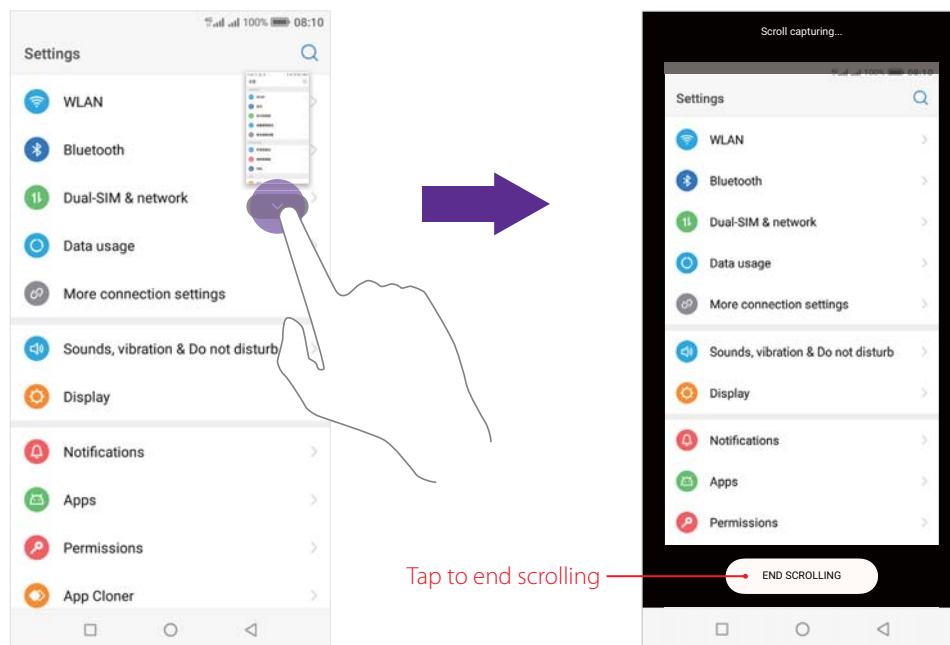 4G 100% 08:10
Settings
WLAN
Bluetooth
Dual-SIM & network
Data usage
More connection settings
Sounds, vibration & Do not disturb
Display
Notifications
Apps
Permissions
App Cloner
Scroll capturing...
100% 08:10
Settings
WLAN
Bluetooth
Dual-SIM & network
Data usage
More connection settings
Sounds, vibration & Do not disturb
Display
Notifications
Apps
Permissions
Tap to end scrolling
END SCROLLING